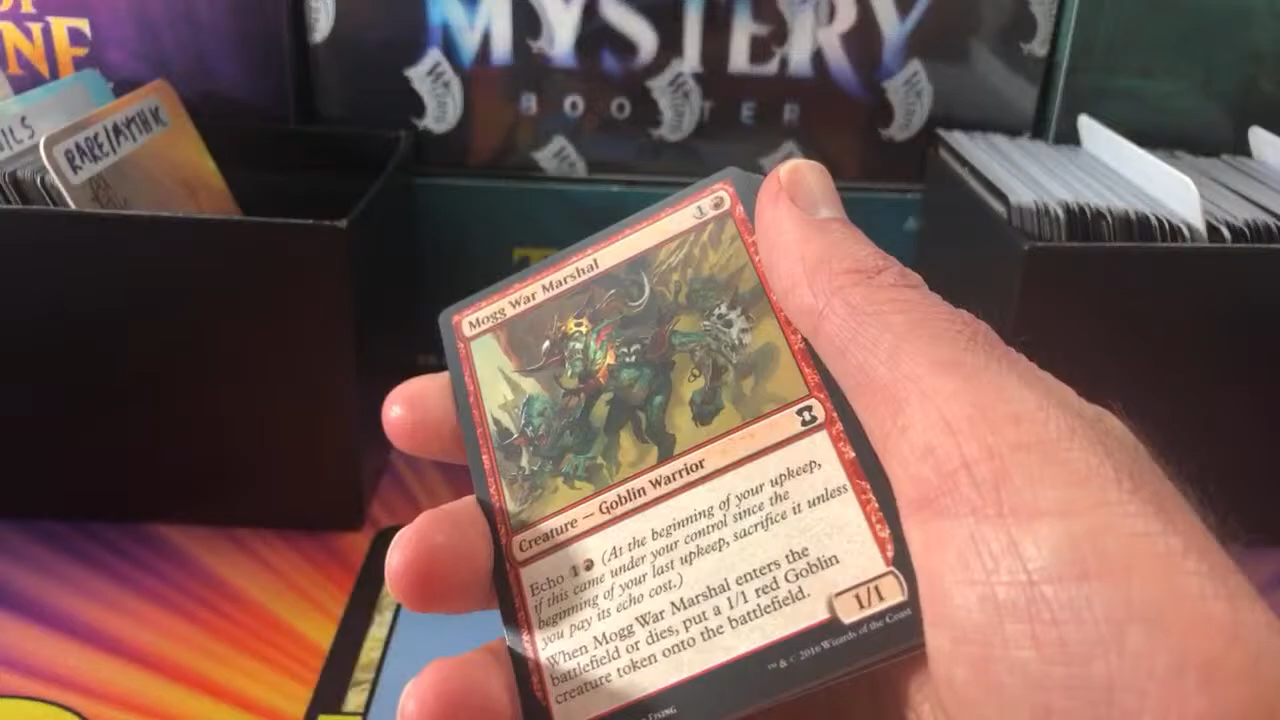 MYSTERY
BOOSTER
NE
ILS
RARE/MYTHIC
Mogg War Marshal
1
Creature — Goblin Warrior
Echo 1 (At the beginning of your upkeep,
if this came under your control since the
beginning of your last upkeep, sacrifice it unless
you pay its echo cost.)
When Mogg War Marshal enters the
battlefield or dies, put a 1/1 red Goblin
creature token onto the battlefield.
1/1
™ & © 2016 Wizards of the Coast